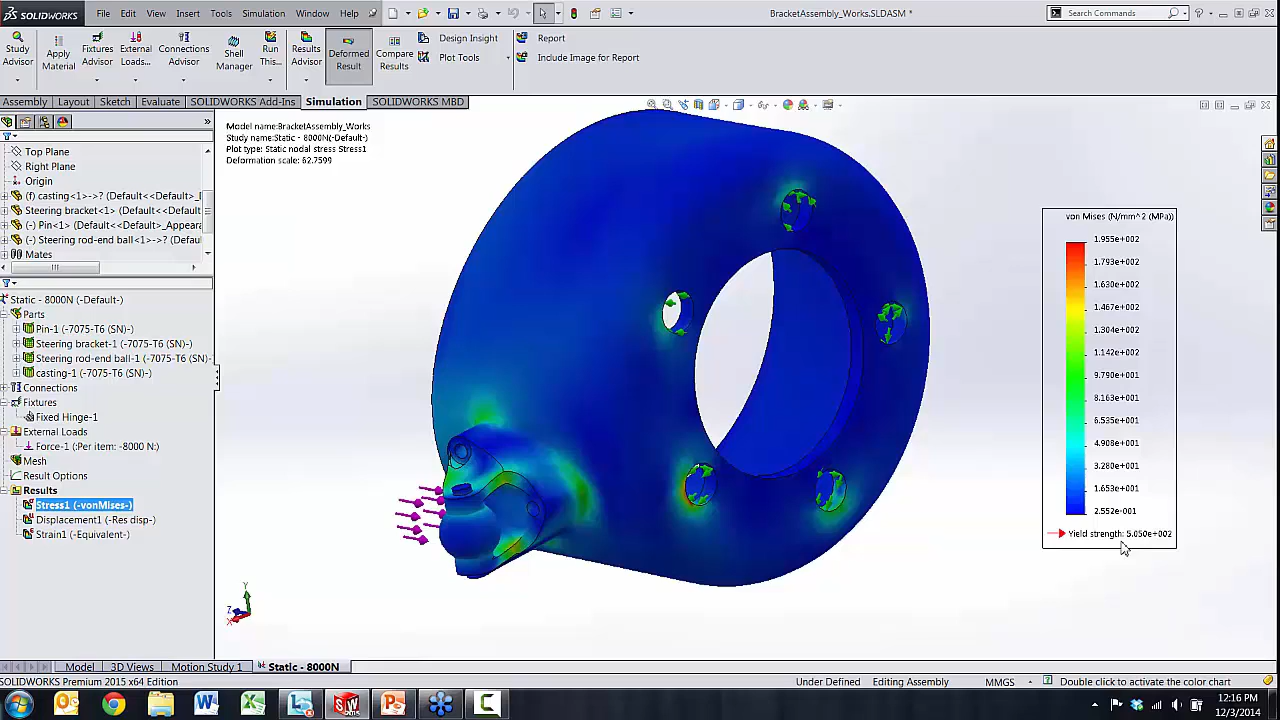 SOLIDWORKS File Edit View Insert Tools Simulation Window Help BracketAssembly_Works.SLDASM * Search Commands
Study Advisor
Apply Material
Fixtures Advisor
External Loads...
Connections Advisor
Shell Manager
Run This...
Results Advisor
Deformed Result
Compare Results
Design Insight
Plot Tools
Report
Include Image for Report
Assembly Layout Sketch Evaluate SOLIDWORKS Add-Ins Simulation SOLIDWORKS MBD
Top Plane
Right Plane
Origin
(f) casting<1>->? (Default<<Default>_
Steering bracket<1> (Default<<Default
(-) Pin<1> (Default<<Default>_Appeara
(-) Steering rod-end ball<1>->? (Defau
Mates
Static - 8000N (-Default-)
Parts
Pin-1 (-7075-T6 (SN)-)
Steering bracket-1 (-7075-T6 (SN)-)
Steering rod-end ball-1 (-7075-T6 (SN)-
casting-1 (-7075-T6 (SN)-)
Connections
Fixtures
Fixed Hinge-1
External Loads
Force-1 (:Per item: -8000 N:)
Mesh
Result Options
Results
Stress1 (-vonMises-)
Displacement1 (-Res disp-)
Strain1 (-Equivalent-)
Model name:BracketAssembly_Works
Study name:Static - 8000N(-Default-)
Plot type: Static nodal stress Stress1
Deformation scale: 62.7599
von Mises (N/mm^2 (MPa))
1.955e+002
1.793e+002
1.630e+002
1.467e+002
1.304e+002
1.142e+002
9.790e+001
8.163e+001
6.535e+001
4.908e+001
3.280e+001
1.653e+001
2.552e-001
Yield strength: 5.050e+002
Y
Z
X
Model 3D Views Motion Study 1 Static - 8000N
SOLIDWORKS Premium 2015 x64 Edition Under Defined Editing Assembly MMGS Double click to activate the color chart
12:16 PM
12/3/2014